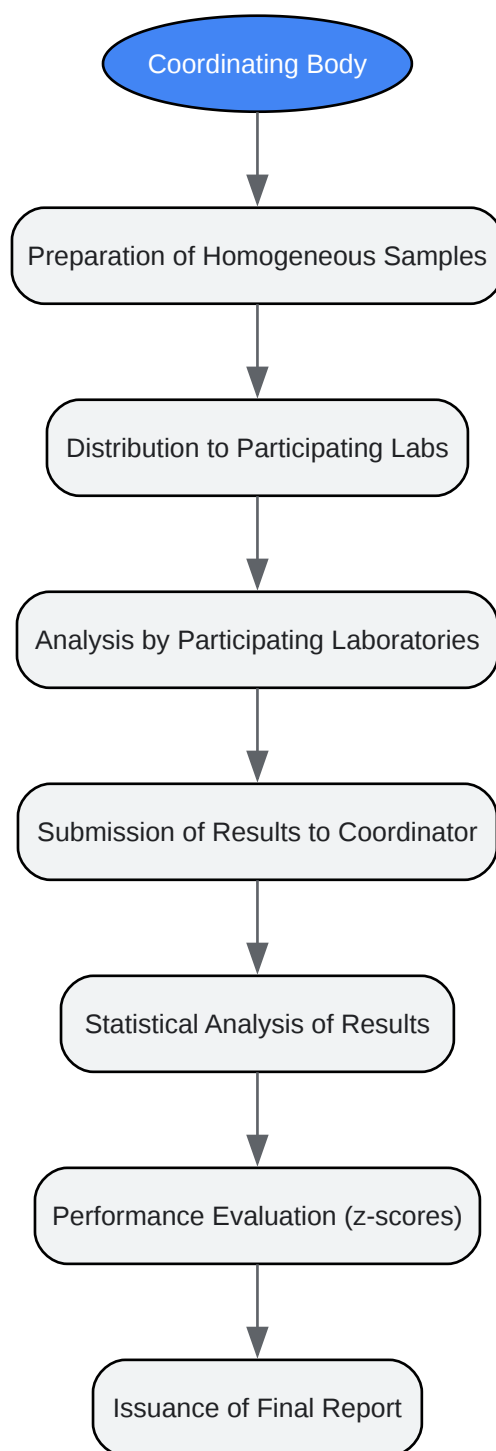 Coordinating Body
Preparation of Homogeneous Samples
Distribution to Participating Labs
Analysis by Participating Laboratories
Submission of Results to Coordinator
Statistical Analysis of Results
Performance Evaluation (z-scores)
Issuance of Final Report